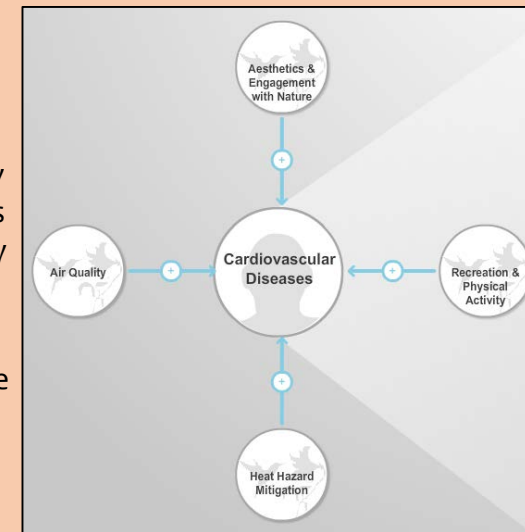 Aesthetics &
Engagement
with Nature
+
Air Quality
+
Cardiovascular
Diseases
+
Recreation &
Physical
Activity
+
Heat Hazard
Mitigation